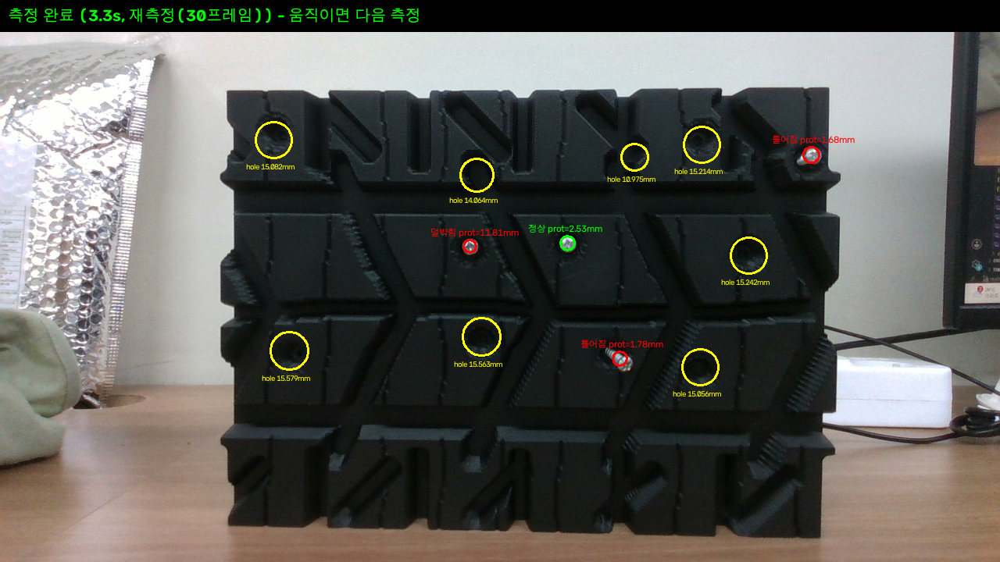 측정 완료 (3.3s, 재측정(30프레임)) - 움직이면 다음 측정
틀어짐 prot=1.68mm
hole 15.082mm
hole 15.214mm
hole 10.975mm
hole 14.064mm
덜박힘 prot=11.81mm
정상 prot=2.53mm
hole 15.242mm
틀어짐 prot=1.78mm
hole 15.563mm
hole 15.579mm
hole 15.056mm